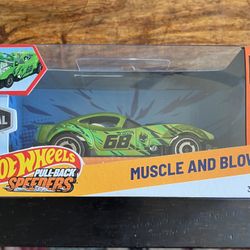 68
HOT WHEELS
PULL-BACK
SPEEDERS
MUSCLE AND BLOW